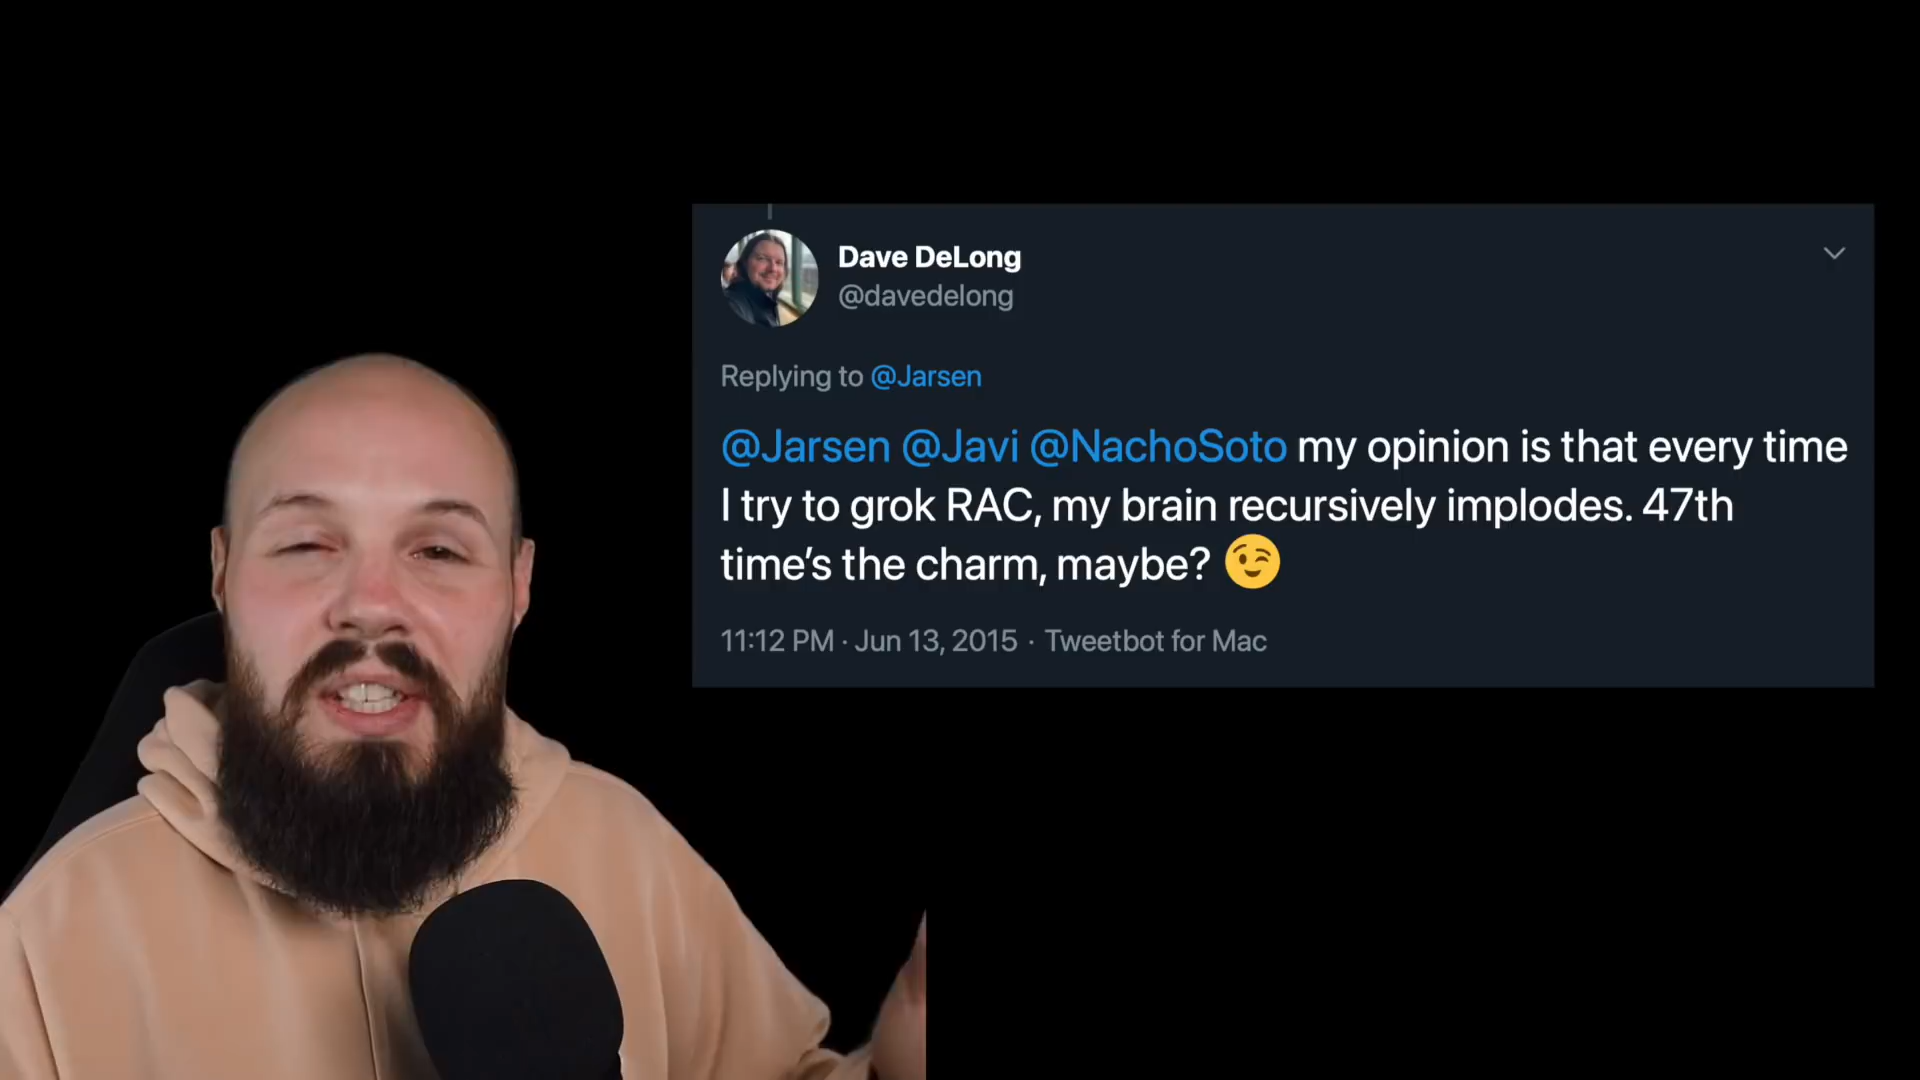 Dave DeLong
@davedelong
Replying to @Jarsen
@Jarsen @Javi @NachoSoto my opinion is that every time
I try to grok RAC, my brain recursively implodes. 47th
time’s the charm, maybe? 😉
11:12 PM · Jun 13, 2015 · Tweetbot for Mac